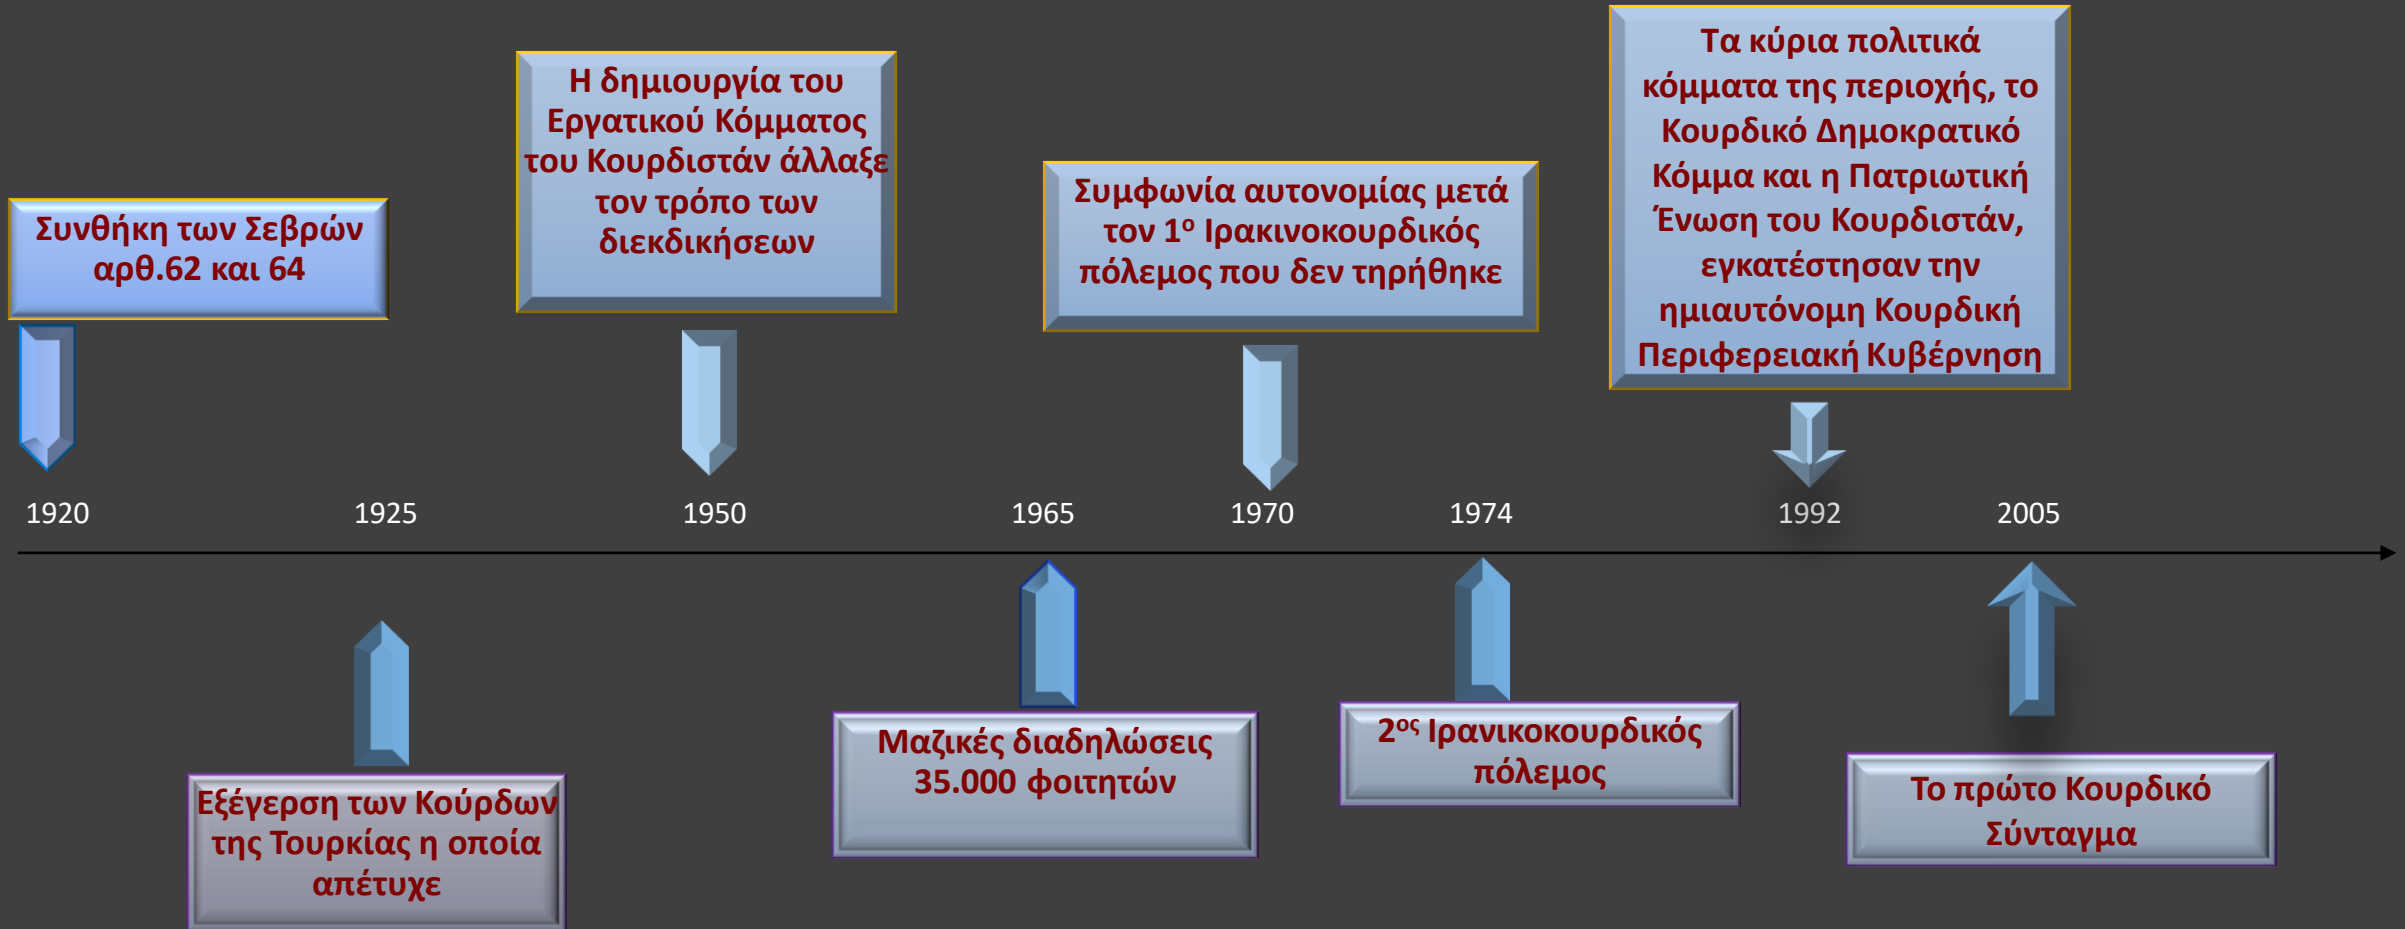 Συνθήκη των Σεβρών
αρθ.62 και 64
Η δημιουργία του
Εργατικού Κόμματος
του Κουρδιστάν άλλαξε
τον τρόπο των
διεκδικήσεων
Συμφωνία αυτονομίας μετά
τον 1ο Ιρακινοκουρδικός
πόλεμος που δεν τηρήθηκε
Τα κύρια πολιτικά
κόμματα της περιοχής, το
Κουρδικό Δημοκρατικό
Κόμμα και η Πατριωτική
Ένωση του Κουρδιστάν,
εγκατέστησαν την
ημιαυτόνομη Κουρδική
Περιφερειακή Κυβέρνηση
1920 1925 1950 1965 1970 1974 1992 2005
Εξέγερση των Κούρδων
της Τουρκίας η οποία
απέτυχε
Μαζικές διαδηλώσεις
35.000 φοιτητών
2ος Ιρανικοκουρδικός
πόλεμος
Το πρώτο Κουρδικό
Σύνταγμα